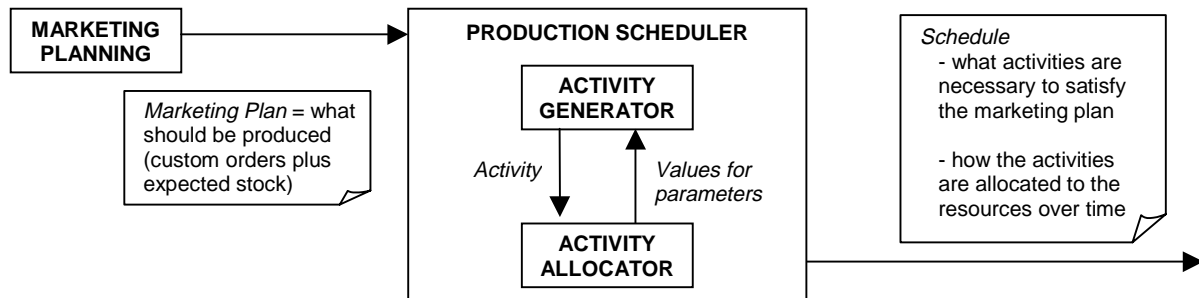 MARKETING
PLANNING
Marketing Plan = what
should be produced
(custom orders plus
expected stock)
PRODUCTION SCHEDULER
ACTIVITY
GENERATOR
Activity
Values for
parameters
ACTIVITY
ALLOCATOR
Schedule
- what activities are
necessary to satisfy
the marketing plan
- how the activities
are allocated to the
resources over time